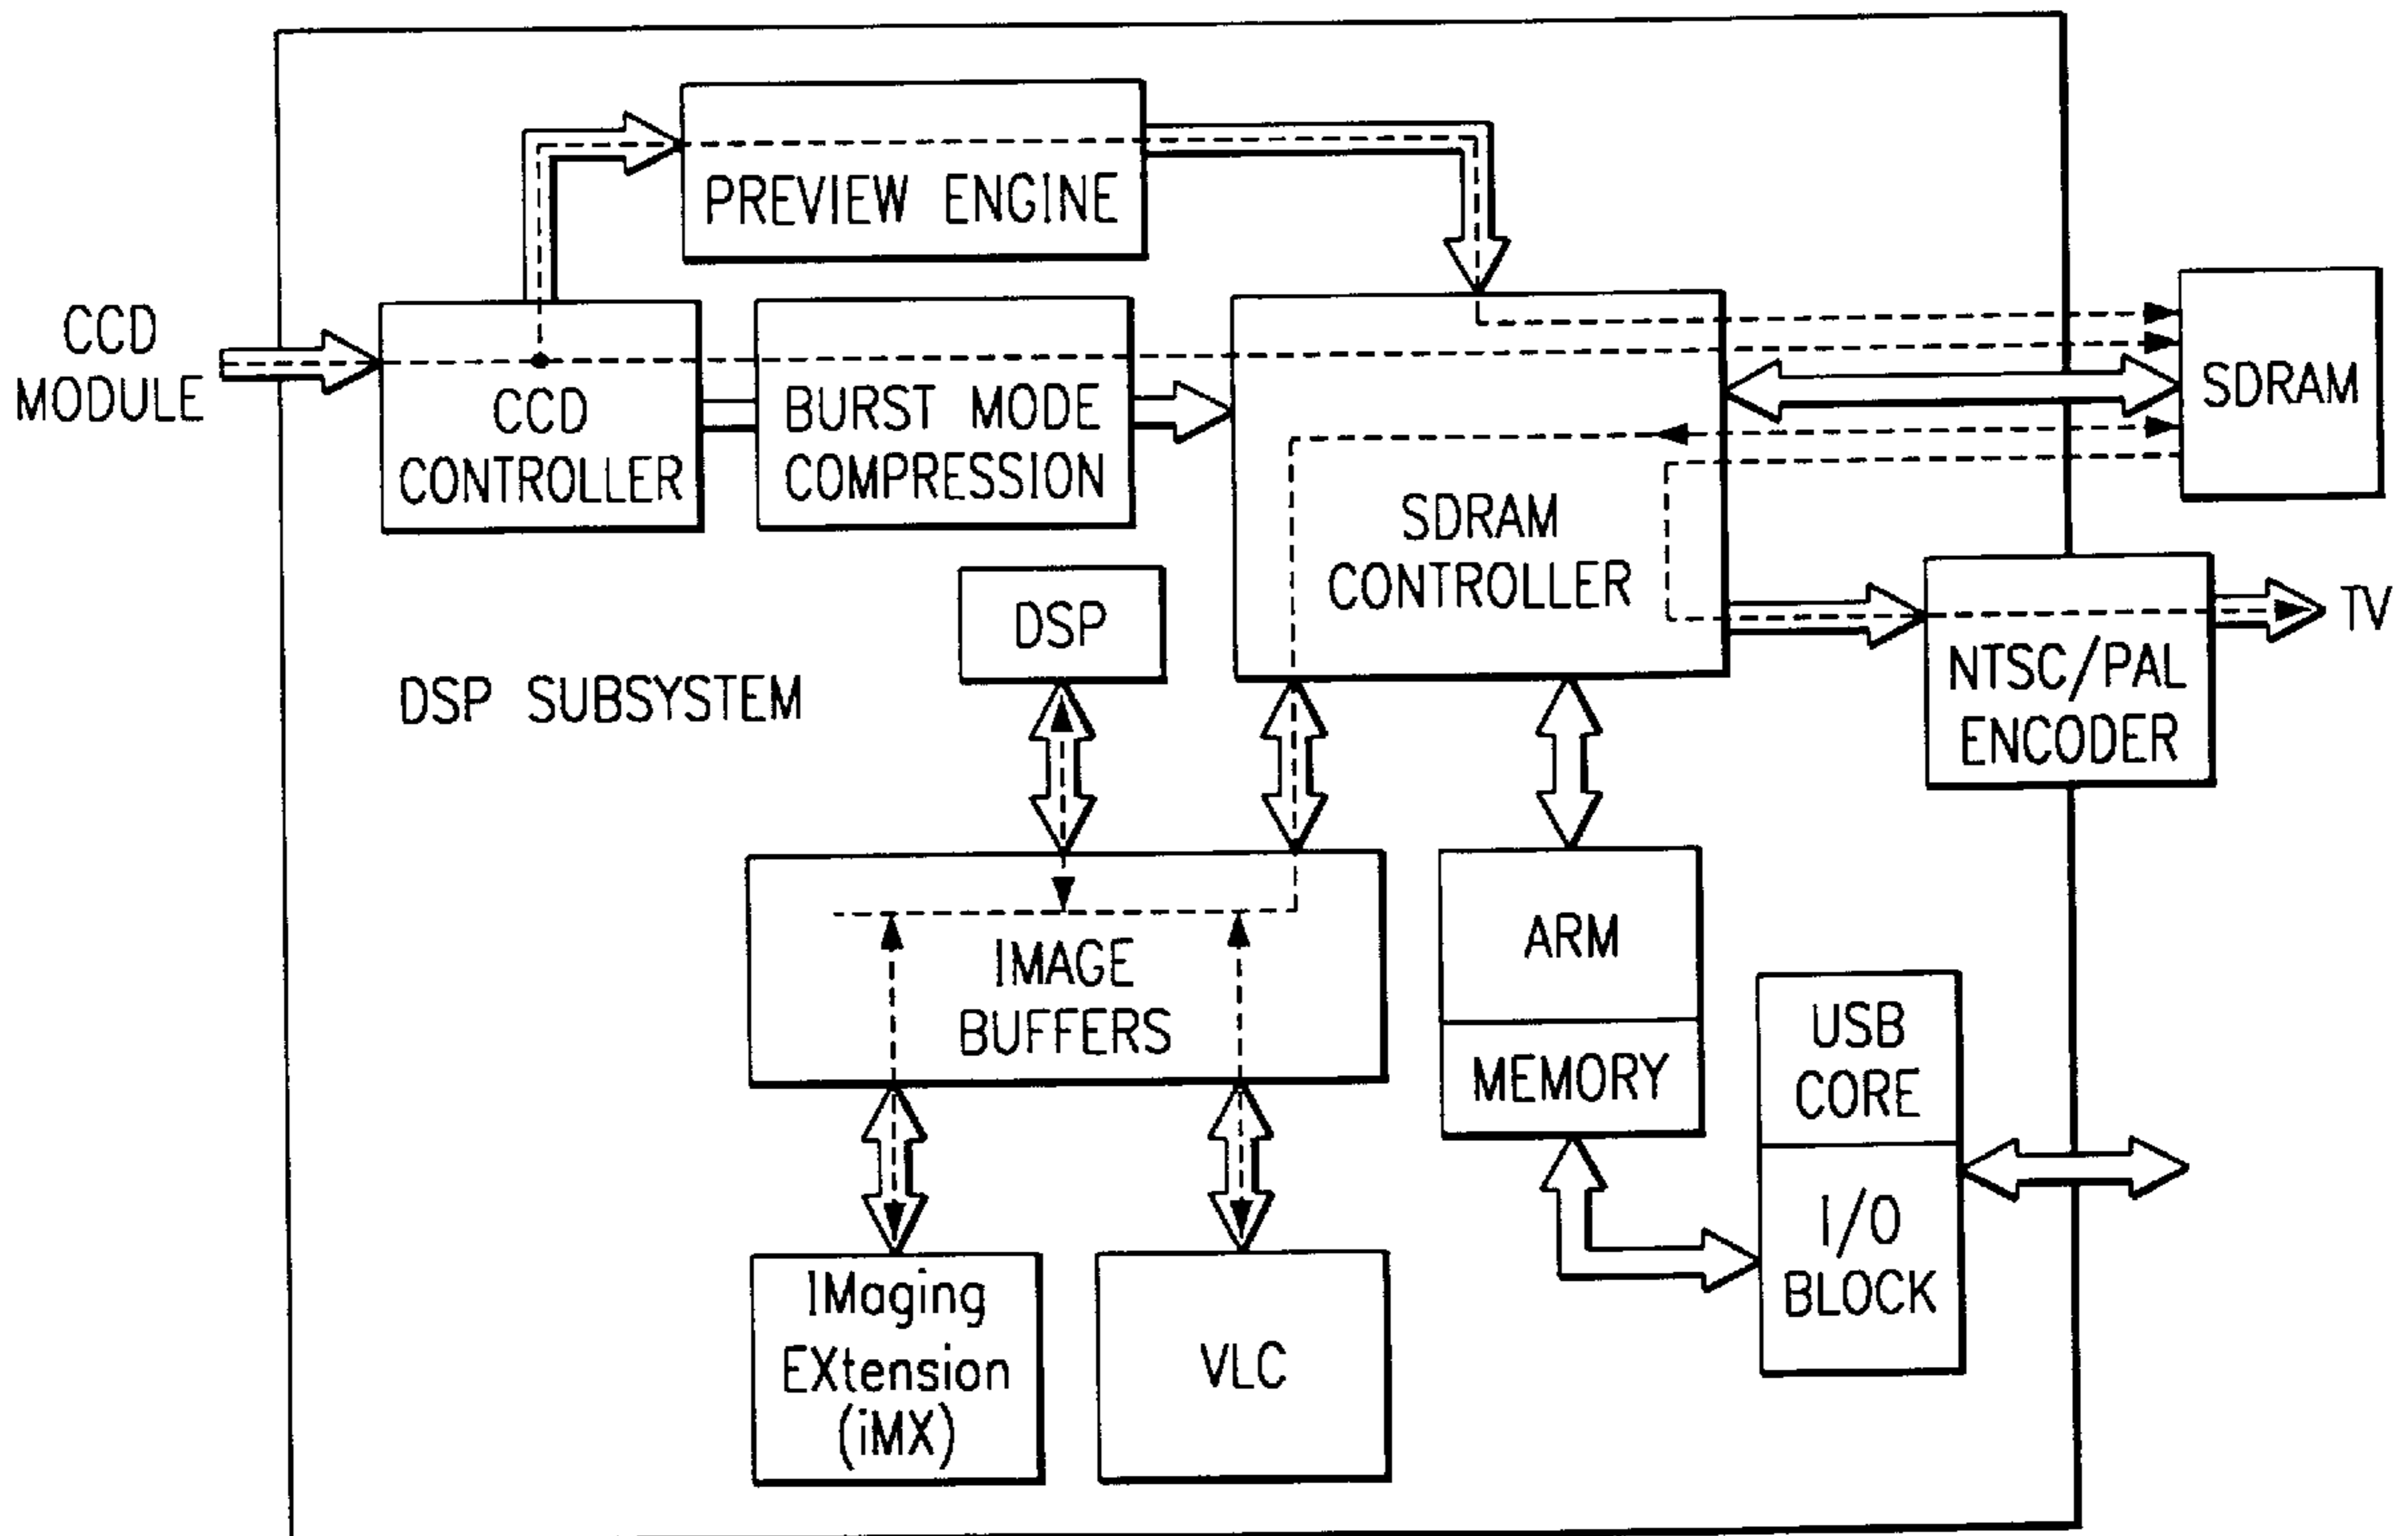 PREVIEW ENGINE
CCD
MODULE
CCD
CONTROLLER
BURST MODE
COMPRESSION
SDRAM
CONTROLLER
SDRAM
DSP
DSP SUBSYSTEM
NTSC/PAL
ENCODER
TV
IMAGE
BUFFERS
ARM
MEMORY
USB
CORE
I/O
BLOCK
IMaging
EXtension
(iMX)
VLC